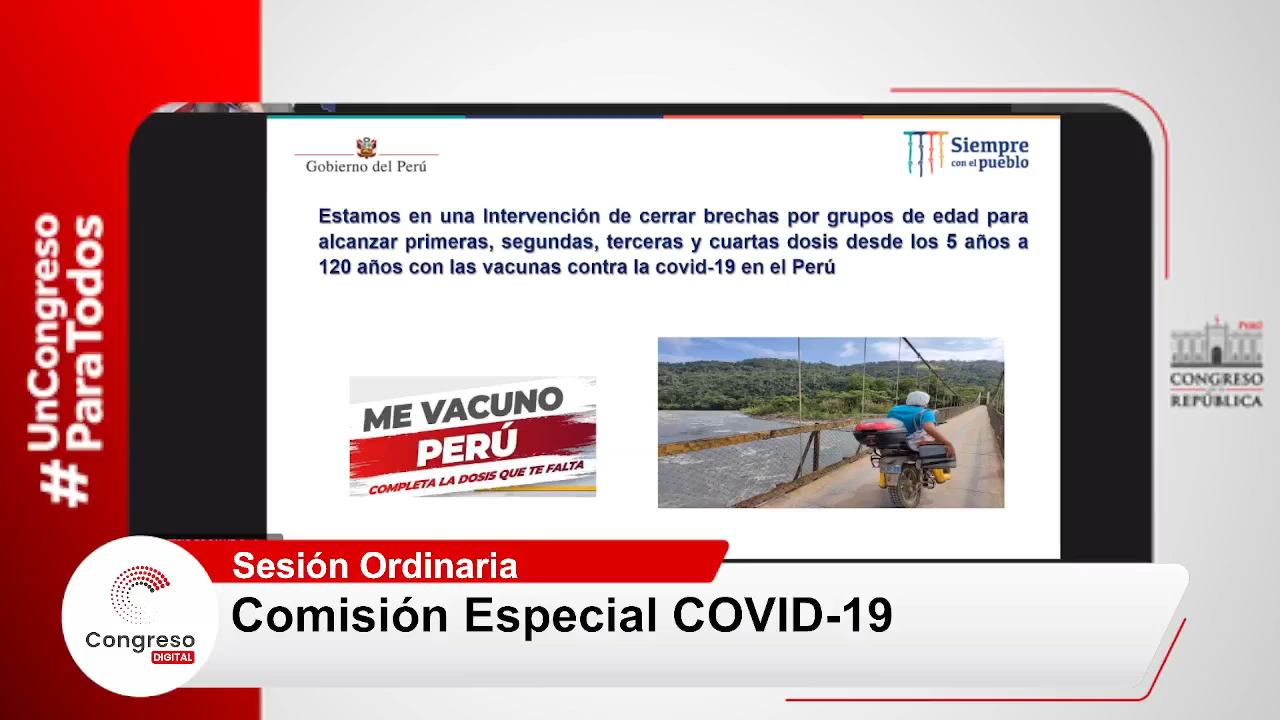 #UnCongreso
ParaTodos
Gobierno del Perú
Siempre
con el pueblo
Estamos en una Intervención de cerrar brechas por grupos de edad para
alcanzar primeras, segundas, terceras y cuartas dosis desde los 5 años a
120 años con las vacunas contra la covid-19 en el Perú
ME VACUNO
PERÚ
COMPLETA LA DOSIS QUE TE FALTA
PERÚ
CONGRESO
REPÚBLICA
Sesión Ordinaria
Comisión Especial COVID-19
Congreso
DIGITAL